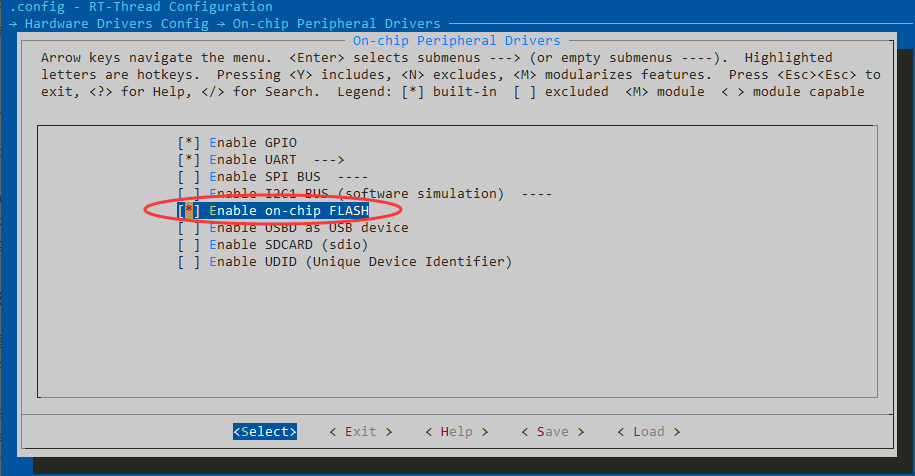 .config - RT-Thread Configuration
→ Hardware Drivers Config → On-chip Peripheral Drivers
On-chip Peripheral Drivers
Arrow keys navigate the menu.  <Enter> selects submenus ---> (or empty submenus ----).  Highlighted
letters are hotkeys.  Pressing <Y> includes, <N> excludes, <M> modularizes features.  Press <Esc><Esc> to
exit, <?> for Help, </> for Search.  Legend: [*] built-in  [ ] excluded  <M> module  < > module capable
[*] Enable GPIO
[*] Enable UART  --->
[ ] Enable SPI BUS  ----
[ ] Enable I2C1 BUS (software simulation)  ----
[*] Enable on-chip FLASH
[ ] Enable USBD as USB device
[ ] Enable SDCARD (sdio)
[ ] Enable UDID (Unique Device Identifier)
<Select>    < Exit >    < Help >    < Save >    < Load >